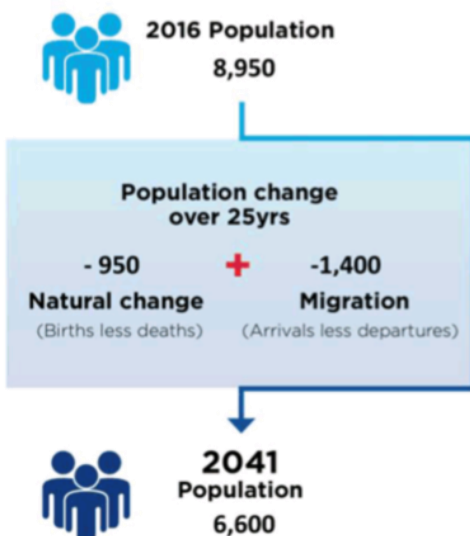 2016 Population
8,950
Population change
over 25yrs
- 950 + -1,400
Natural change Migration
(Births less deaths) (Arrivals less departures)
2041
Population
6,600